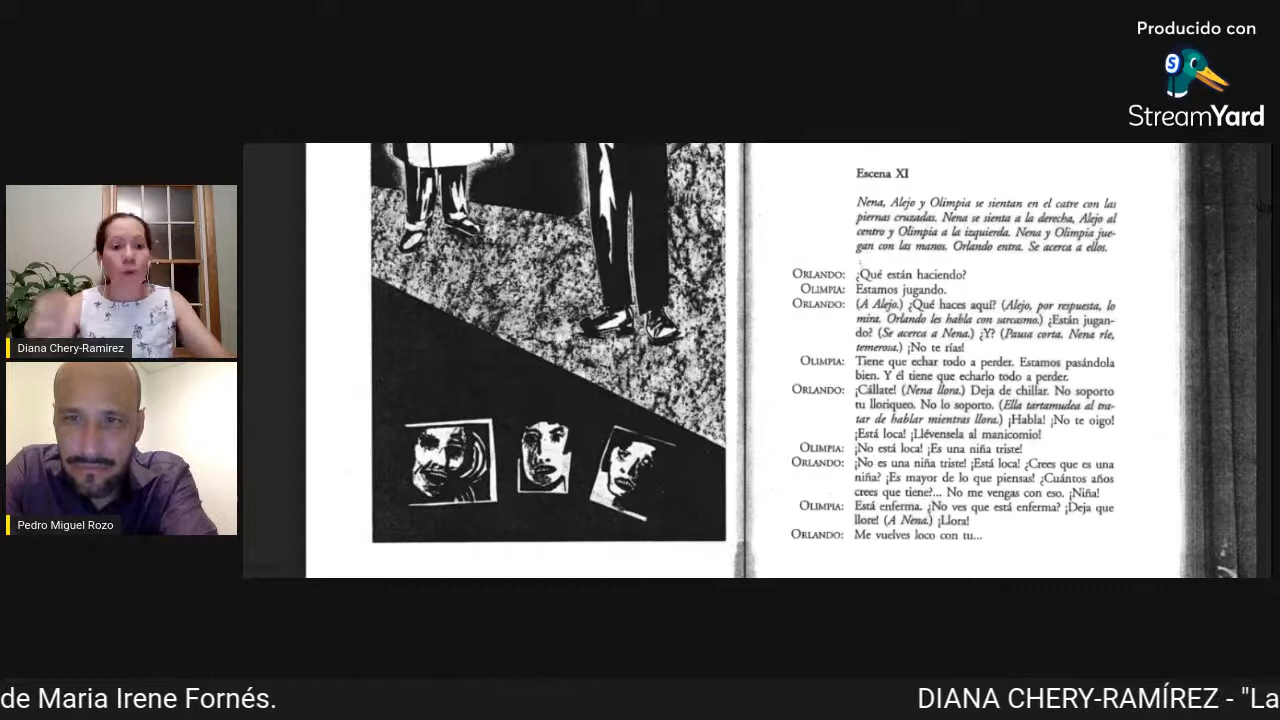 Producido con
S
StreamYard
Diana Chery-Ramirez
Pedro Miguel Rozo
Escena XI
Nena, Alejo y Olimpia se sientan en el catre con las
piernas cruzadas. Nena se sienta a la derecha, Alejo al
centro y Olimpia a la izquierda. Nena y Olimpia jue-
gan con las manos. Orlando entra. Se acerca a ellos.
ORLANDO: ¿Qué están haciendo?
OLIMPIA: Estamos jugando.
ORLANDO: (A Alejo.) ¿Qué haces aquí? (Alejo, por respuesta, lo
mira. Orlando les habla con sarcasmo.) ¿Están jugan-
do? (Se acerca a Nena.) ¿Y? (Pausa corta. Nena ríe,
temerosa.) ¡No te rías!
OLIMPIA: Tiene que echar todo a perder. Estamos pasándola
bien. Y él tiene que echarlo todo a perder.
ORLANDO: ¡Cállate! (Nena llora.) Deja de chillar. No soporto
tu lloriqueo. No lo soporto. (Ella tartamudea al tra-
tar de hablar mientras llora.) ¡Habla! ¡No te oigo!
¡Está loca! ¡Llévensela al manicomio!
OLIMPIA: ¡No está loca! ¡Es una niña triste!
ORLANDO: ¡No es una niña triste! ¡Está loca! ¿Crees que es una
niña? ¡Es mayor de lo que piensas! ¿Cuántos años
crees que tiene?... No me vengas con eso. ¡Niña!
OLIMPIA: Está enferma. ¿No ves que está enferma? ¡Deja que
llore! (A Nena.) ¡Llora!
ORLANDO: Me vuelves loco con tu...
de Maria Irene Fornés. DIANA CHERY-RAMÍREZ - "La